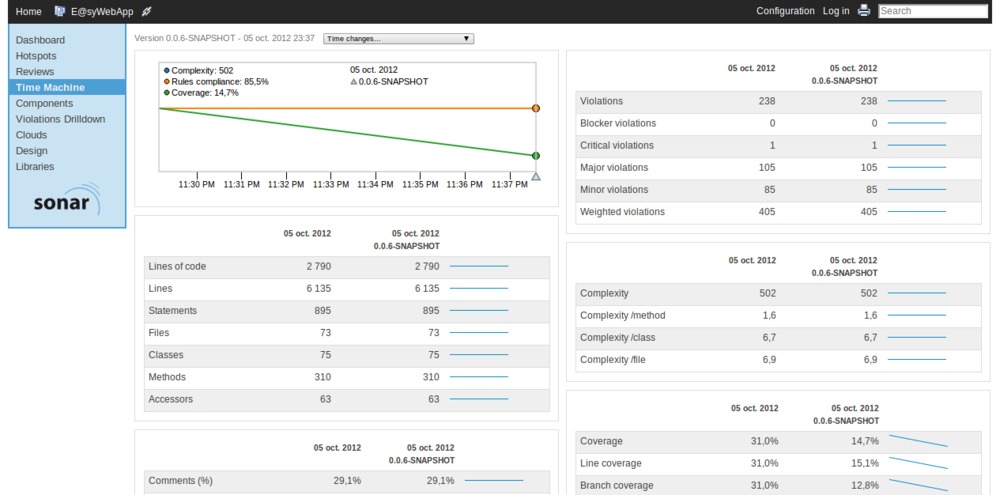 Home E@syWebApp Configuration Log in Search
Dashboard
Hotspots
Reviews
Time Machine
Components
Violations Drilldown
Clouds
Design
Libraries
sonar
Version 0.0.6-SNAPSHOT - 05 oct. 2012 23:37 Time changes...
Complexity: 502 05 oct. 2012
Rules compliance: 85,5% 0.0.6-SNAPSHOT
Coverage: 14,7%
11:30 PM 11:31 PM 11:32 PM 11:33 PM 11:34 PM 11:35 PM 11:36 PM 11:37 PM
05 oct. 2012 05 oct. 2012
0.0.6-SNAPSHOT
Lines of code 2 790 2 790
Lines 6 135 6 135
Statements 895 895
Files 73 73
Classes 75 75
Methods 310 310
Accessors 63 63
05 oct. 2012 05 oct. 2012
0.0.6-SNAPSHOT
Comments (%) 29,1% 29,1%
05 oct. 2012 05 oct. 2012
0.0.6-SNAPSHOT
Violations 238 238
Blocker violations 0 0
Critical violations 1 1
Major violations 105 105
Minor violations 85 85
Weighted violations 405 405
05 oct. 2012 05 oct. 2012
0.0.6-SNAPSHOT
Complexity 502 502
Complexity /method 1,6 1,6
Complexity /class 6,7 6,7
Complexity /file 6,9 6,9
05 oct. 2012 05 oct. 2012
0.0.6-SNAPSHOT
Coverage 31,0% 14,7%
Line coverage 31,0% 15,1%
Branch coverage 31,0% 12,8%